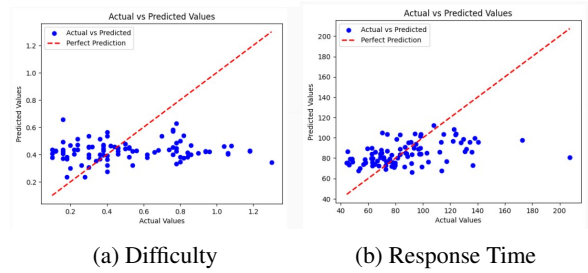 Actual vs Predicted Values
Actual vs Predicted
Perfect Prediction
Predicted Values
1.2
1.0
0.8
0.6
0.4
0.2
0.2 0.4 0.6 0.8 1.0 1.2
Actual Values
(a) Difficulty
Actual vs Predicted Values
Actual vs Predicted
Perfect Prediction
Predicted Values
200
180
160
140
120
100
80
60
40
40 60 80 100 120 140 160 180 200
Actual Values
(b) Response Time